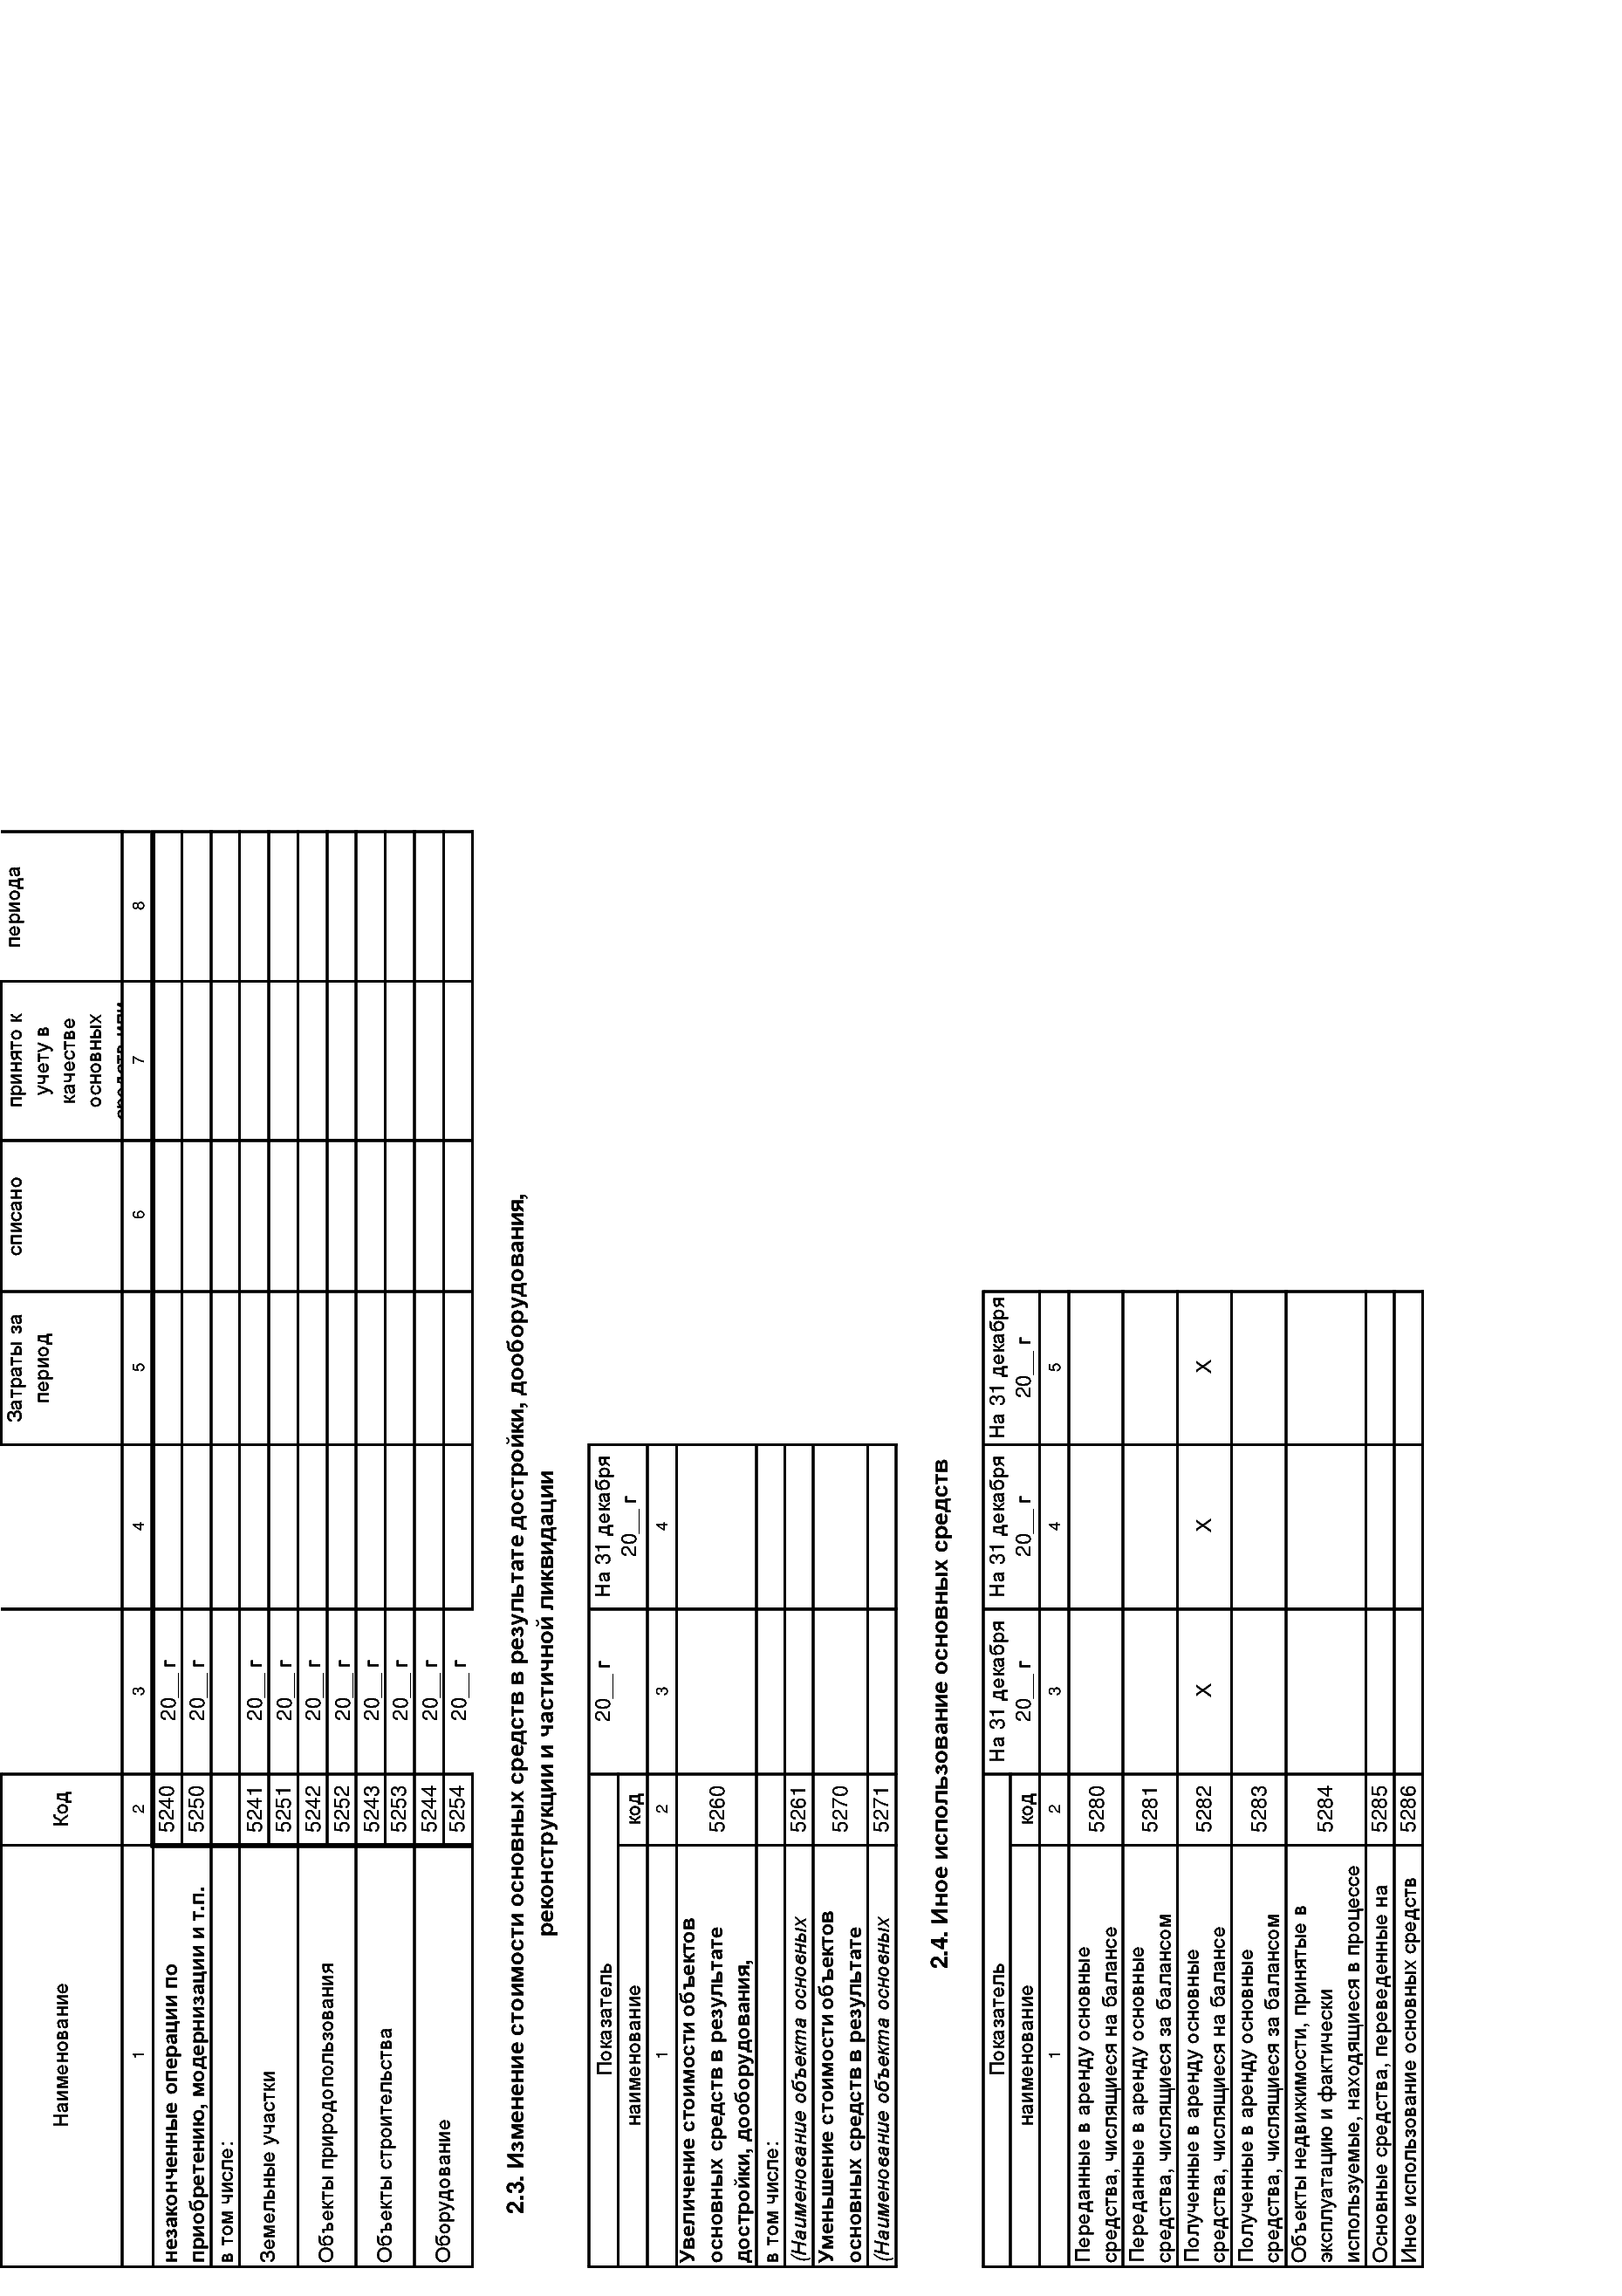 Наименование Код Затраты за период списано принято к учету в качестве основных периода
1 2 3 4 5 6 7 8
незаконченные операции по приобретению, модернизации и т.п. 5240 20__ г
5250 20__ г
в том числе:
Земельные участки 5241 20__ г
5251 20__ г
Объекты природопользования 5242 20__ г
5252 20__ г
Объекты строительства 5243 20__ г
5253 20__ г
Оборудование 5244 20__ г
5254 20__ г
2.3. Изменение стоимости основных средств в результате достройки, дооборудования,
реконструкции и частичной ликвидации
Показатель 20__ г На 31 декабря 20__ г
наименование код
1 2 3 4
Увеличение стоимости объектов
основных средств в результате 5260
достройки, дооборудования,
в том числе:
(Наименование объекта основных 5261
Уменьшение стоимости объектов
основных средств в результате 5270
(Наименование объекта основных 5271
2.4. Иное использование основных средств
Показатель На 31 декабря 20__ г На 31 декабря 20__ г На 31 декабря 20__ г
наименование код
1 2 3 4 5
Переданные в аренду основные
средства, числящиеся на балансе 5280
Переданные в аренду основные
средства, числящиеся за балансом 5281
Полученные в аренду основные
средства, числящиеся на балансе 5282 X X X
Полученные в аренду основные
средства, числящиеся за балансом 5283
Объекты недвижимости, принятые в
эксплуатацию и фактически 5284
используемые, находящиеся в процессе
Основные средства, переведенные на 5285
Иное использование основных средств 5286